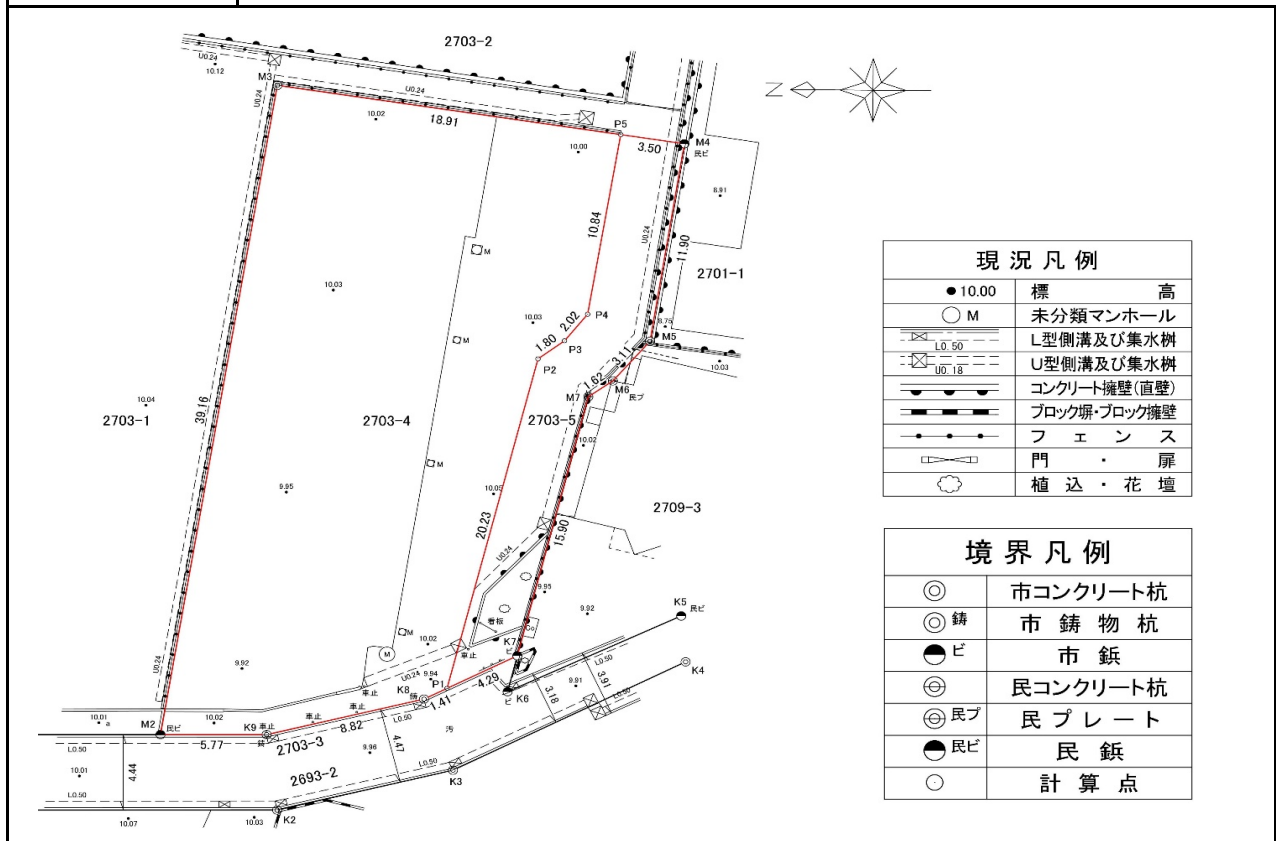 2703-2
U0.24
10.12
M3
U0.24
U0.24
10.02
18.91
10.00
P5
3.50
M4
民ビ
Z
8.91
10.84
U0.24
11.90
2701-1
M
10.03
10.03
2.02
P4
8.75
M5
M
1.80
P3
3.11
10.03
P2
1.62
M6
民プ
M7
10.04
2703-1
39.16
2703-4
2703-5
10.02
M
9.95
10.05
2709-3
20.23
15.90
U0.24
9.95
看板
Co
9.92
K5
民ビ
U0.24
M
10.02
K7
車止
M
9.92
9.94
U0.24
P1
4.29
L0.50
K4
車止
K8
鋳
1.41
K6
ビ
9.91
3.91
3.18
L0.50
10.01
a
10.02
車止
車止
M2
民ビ
K9
車止
鋳
5.77
2703-3
8.82
L0.50
汚
9.96
4.47
L0.50
10.01
4.44
2693-2
L0.50
K3
L0.50
K2
10.07
10.03
現況凡例
10.00 標高
M 未分類マンホール
L0.50 L型側溝及び集水桝
U0.18 U型側溝及び集水桝
コンクリート擁壁(直壁)
ブロック塀・ブロック擁壁
フェンス
門・扉
植込・花壇
境界凡例
市コンクリート杭
鋳 市鋳物杭
ビ 市鋲
民コンクリート杭
民プ 民プレート
民ビ 民鋲
計算点